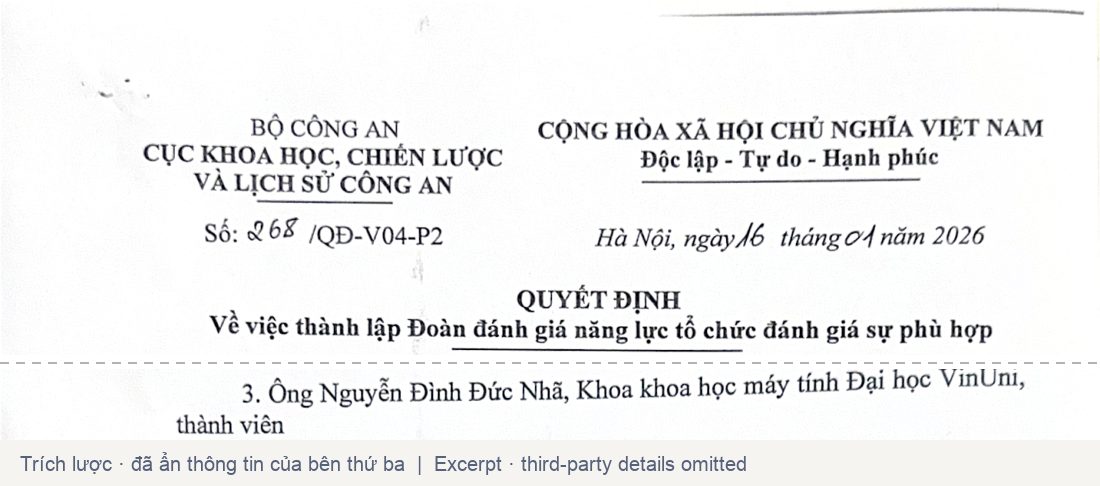 BỘ CÔNG AN
CỤC KHOA HỌC, CHIẾN LƯỢC
VÀ LỊCH SỬ CÔNG AN
Số: 268 /QĐ-V04-P2
CỘNG HÒA XÃ HỘI CHỦ NGHĨA VIỆT NAM
Độc lập - Tự do - Hạnh phúc
Hà Nội, ngày 16 tháng 01 năm 2026
QUYẾT ĐỊNH
Về việc thành lập Đoàn đánh giá năng lực tổ chức đánh giá sự phù hợp
3. Ông Nguyễn Đình Đức Nhã, Khoa khoa học máy tính Đại học VinUni,
thành viên
Trích lược · đã ẩn thông tin của bên thứ ba | Excerpt · third-party details omitted